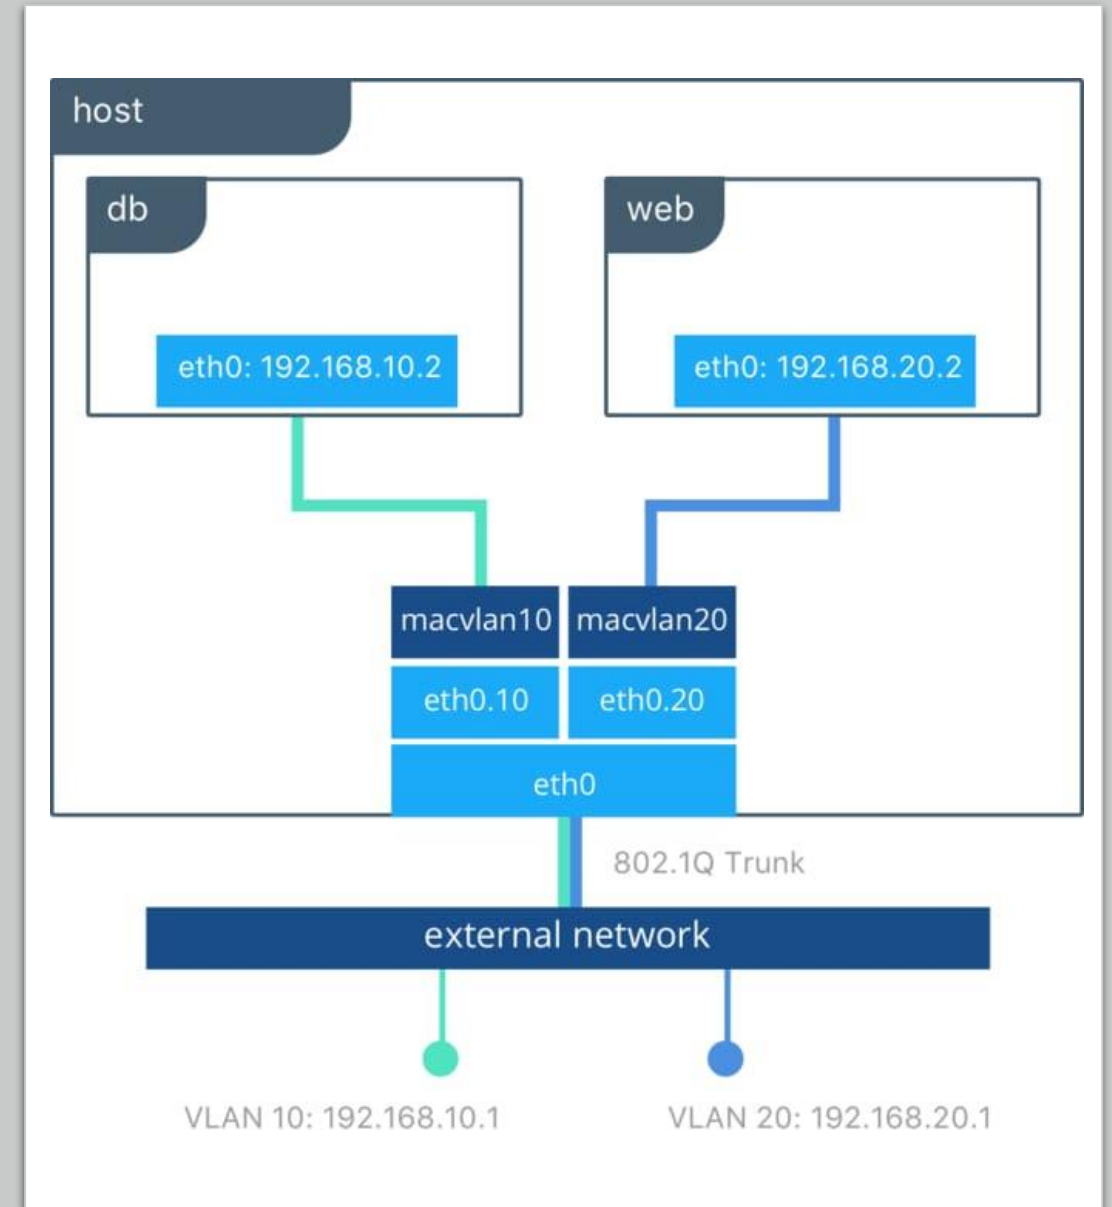 host
db
web
eth0: 192.168.10.2
eth0: 192.168.20.2
macvlan10
macvlan20
eth0.10
eth0.20
eth0
802.1Q Trunk
external network
VLAN 10: 192.168.10.1
VLAN 20: 192.168.20.1